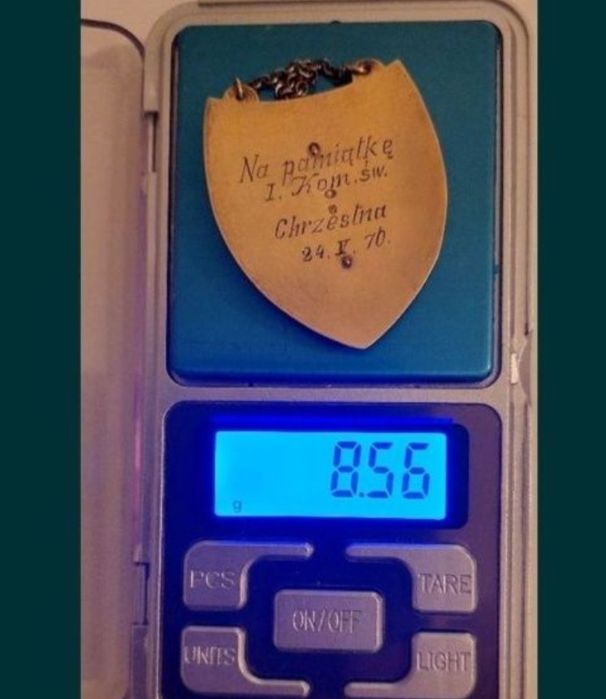 Na pamiątkę
I. Kom. św.
Chrzestna
24. V. 70.
8.56
g
PCS
TARE
ON/OFF
UNITS
LIGHT